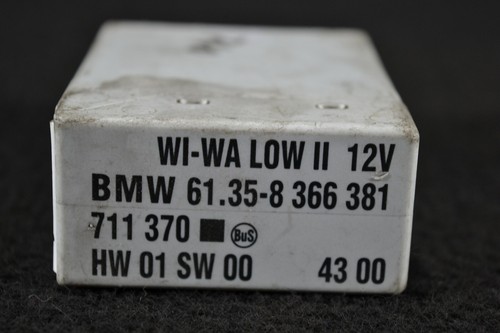 WI-WA LOW II 12V
BMW 61.35-8 366 381
711 370 BuS
HW 01 SW 00 43 00